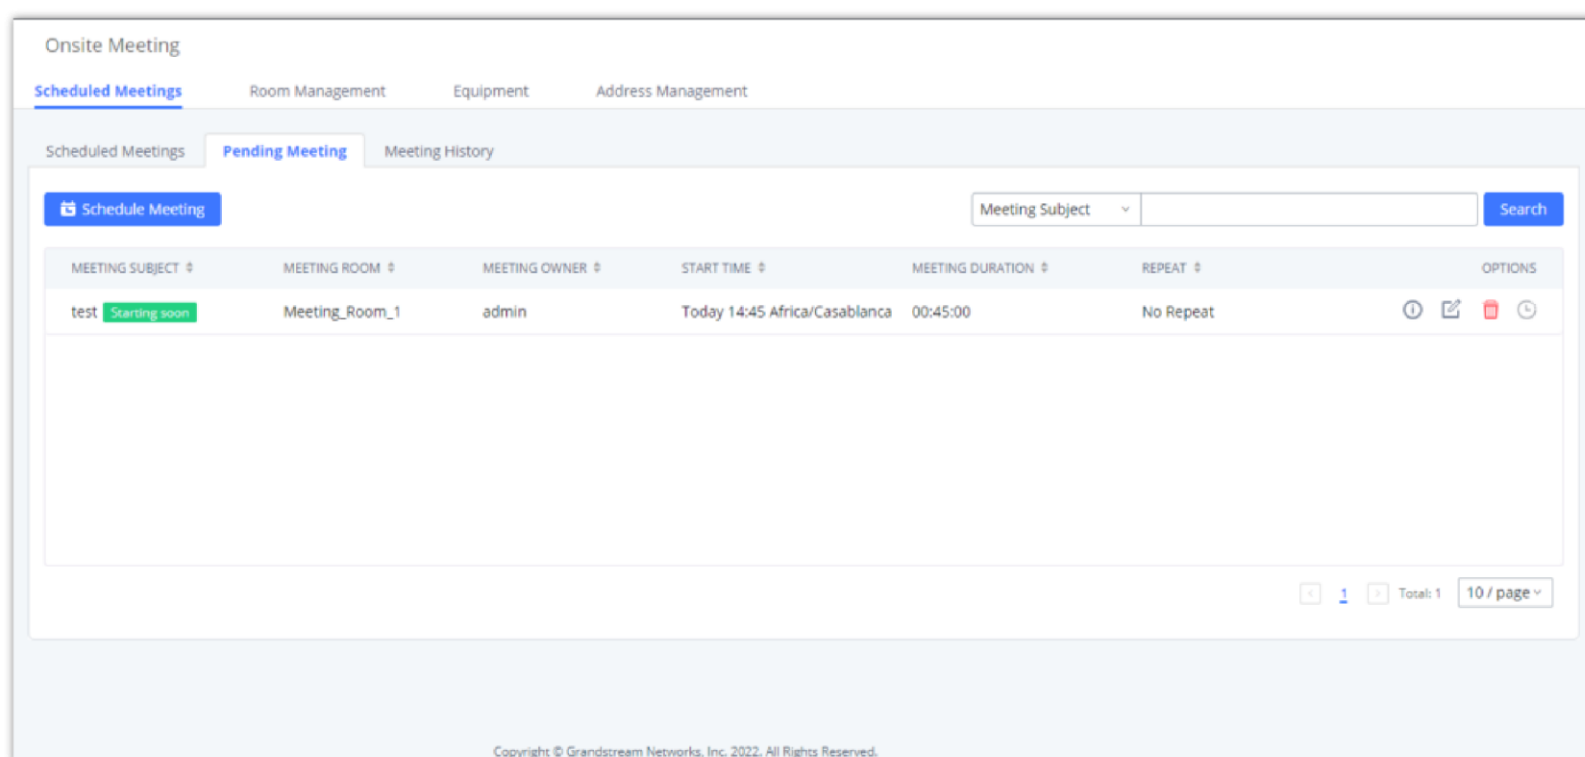 Onsite Meeting
Scheduled Meetings Room Management Equipment Address Management
Scheduled Meetings Pending Meeting Meeting History
Schedule Meeting Meeting Subject Search
MEETING SUBJECT MEETING ROOM MEETING OWNER START TIME MEETING DURATION REPEAT OPTIONS
test Starting soon Meeting_Room_1 admin Today 14:45 Africa/Casablanca 00:45:00 No Repeat
< 1 > Total: 1 10 / page
Copyright © Grandstream Networks, Inc. 2022. All Rights Reserved.